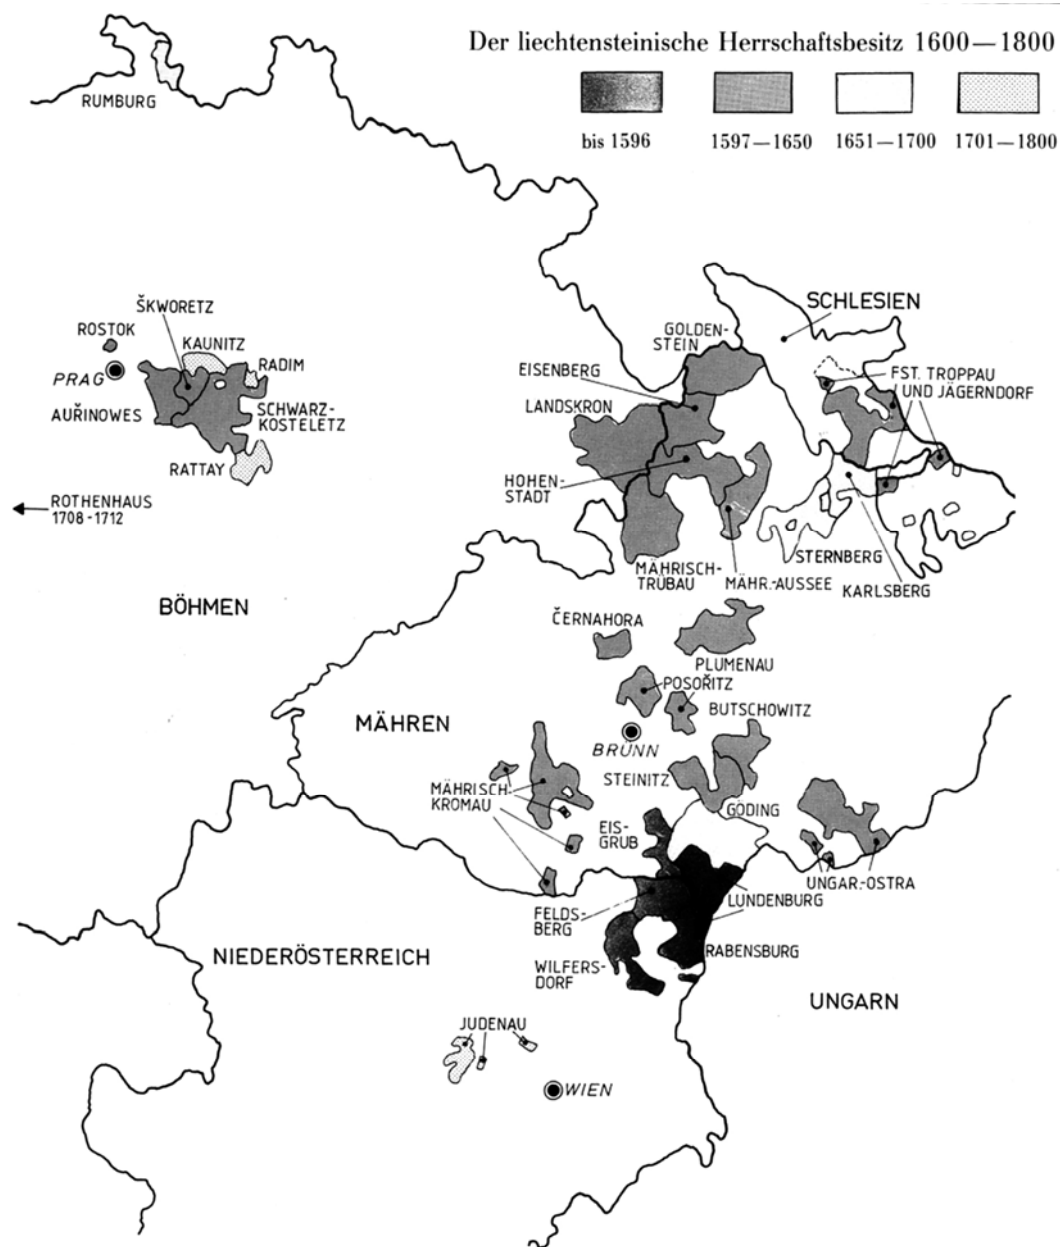 Der liechtensteinische Herrschaftsbesitz 1600—1800
bis 1596
1597—1650
1651—1700
1701—1800
RUMBURG
ŠKWORETZ
ROSTOK
KAUNITZ
RADIM
PRAG
AUŘINOWES
SCHWARZ-
KOSTELETZ
RATTAY
ROTHENHAUS
1708-1712
BÖHMEN
SCHLESIEN
GOLDEN-
STEIN
EISENBERG
LANDSKRON
FST. TROPPAU
UND JÄGERNDORF
HOHEN-
STADT
MÄHRISCH-
TRÜBAU
MÄHR.-AUSSEE
STERNBERG
KARLSBERG
ČERNAHORA
PLUMENAU
POSOŘITZ
BUTSCHOWITZ
MÄHREN
BRÜNN
STEINITZ
MÄHRISCH-
KROMAU
GÖDING
EIS-
GRUB
UNGAR.-OSTRA
LUNDENBURG
FELDS-
BERG
RABENSBURG
WILFERS-
DORF
NIEDERÖSTERREICH
UNGARN
JUDENAU
WIEN